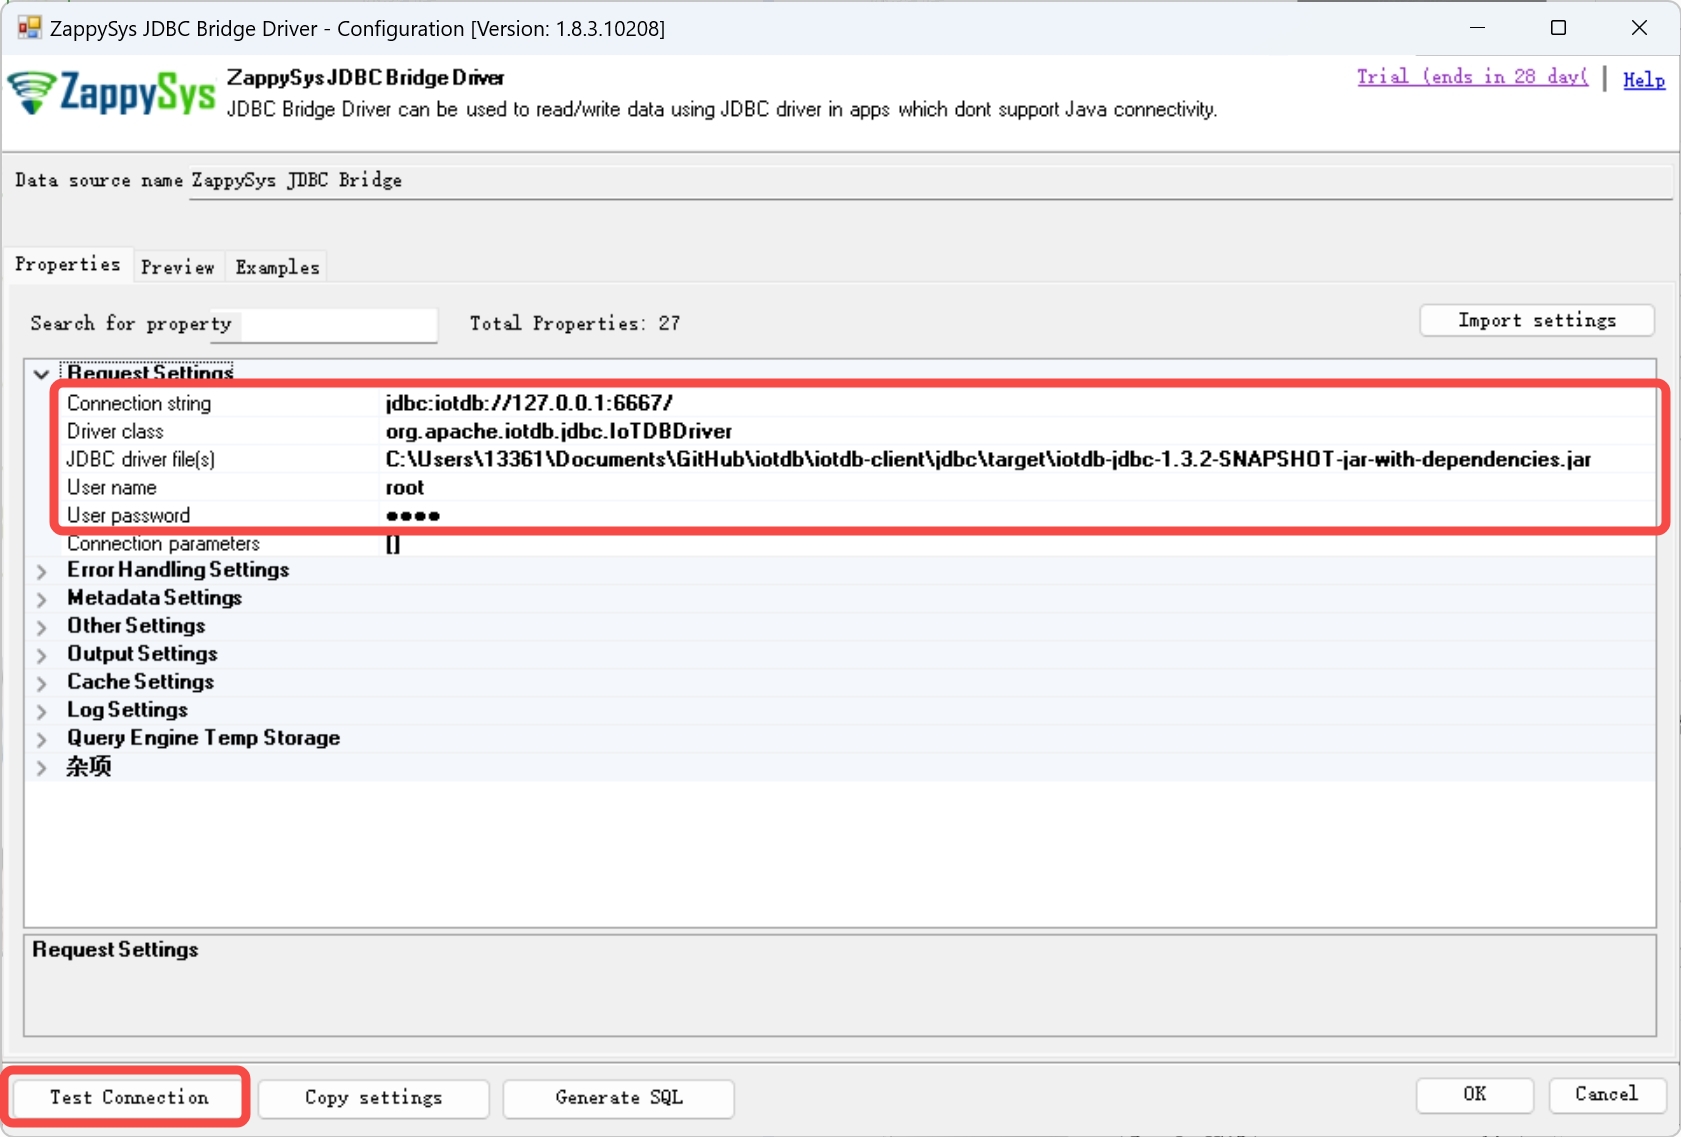 ZappySys JDBC Bridge Driver - Configuration [Version: 1.8.3.10208]
ZappySys
ZappySys JDBC Bridge Driver
JDBC Bridge Driver can be used to read/write data using JDBC driver in apps which dont support Java connectivity.
Trial (ends in 28 day( | Help
Data source name ZappySys JDBC Bridge
Properties Preview Examples
Search for property Total Properties: 27 Import settings
Request Settings
Connection string jdbc:iotdb://127.0.0.1:6667/
Driver class org.apache.iotdb.jdbc.IoTDBDriver
JDBC driver file(s) C:\Users\13361\Documents\GitHub\iotdb\iotdb-client\jdbc\target\iotdb-jdbc-1.3.2-SNAPSHOT-jar-with-dependencies.jar
User name root
User password ●●●●
Connection parameters []
Error Handling Settings
Metadata Settings
Other Settings
Output Settings
Cache Settings
Log Settings
Query Engine Temp Storage
杂项
Request Settings
Test Connection Copy settings Generate SQL OK Cancel